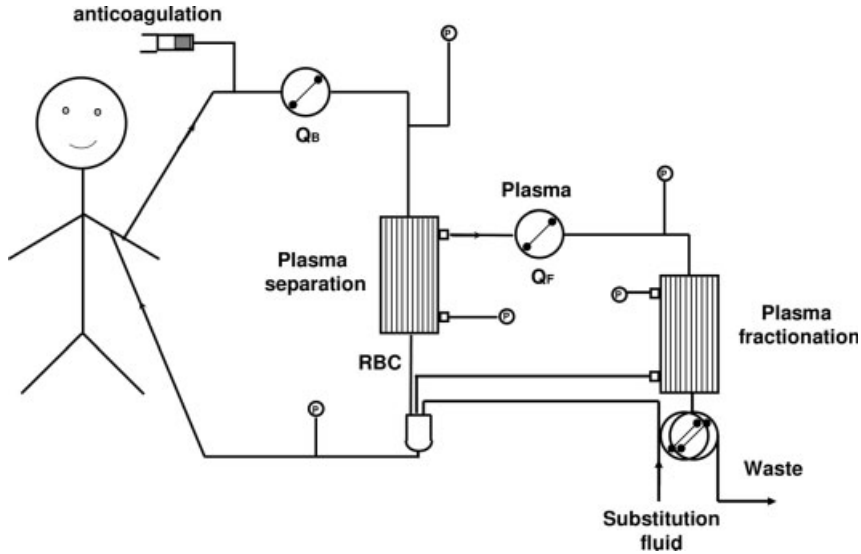 anticoagulation
P
QB
Plasma
P
Plasma
separation
QF
P
Plasma
fractionation
P
RBC
P
Waste
Substitution
fluid